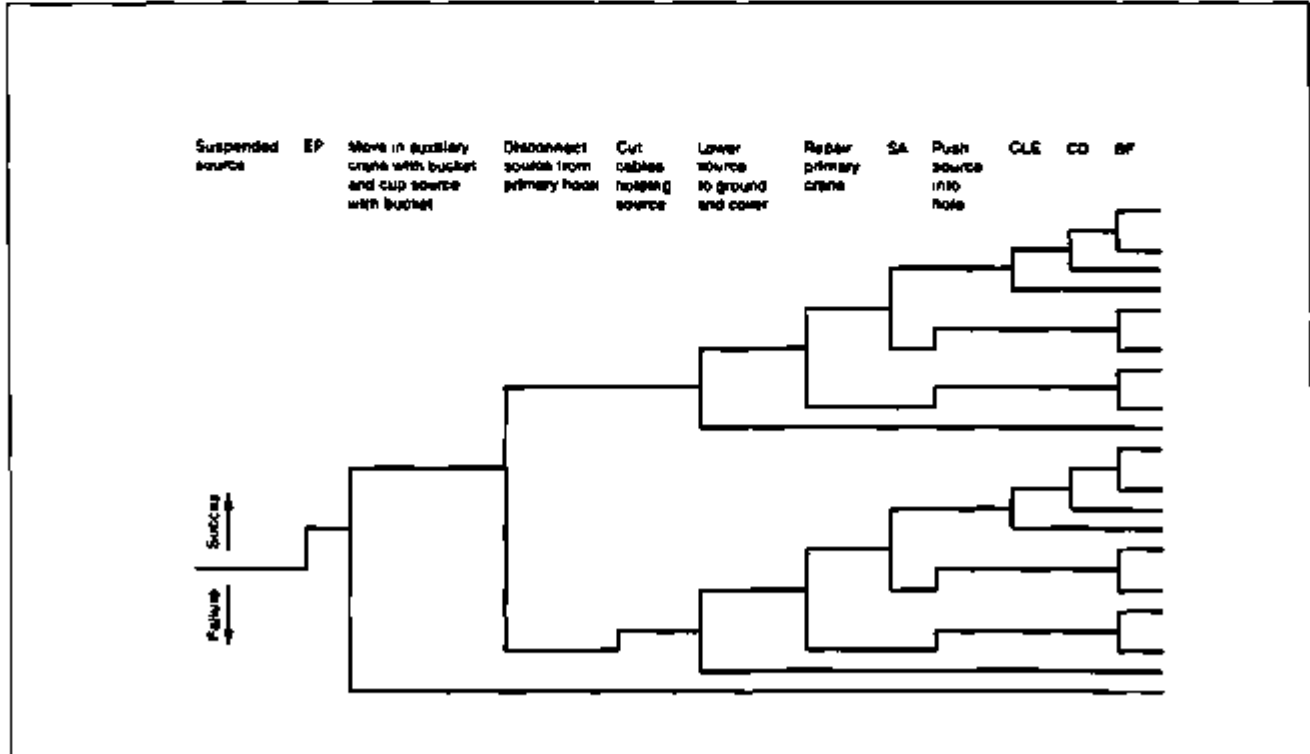 Suspended
source
EP
Move in auxiliary
crane with bucket
and cup source
with bucket
Disconnect
source from
primary hook
Cut
cables
holding
source
Lower
source
to ground
and cover
Repair
primary
crane
SA
Push
source
into
hole
CLE
CD
BF
Success
Failure